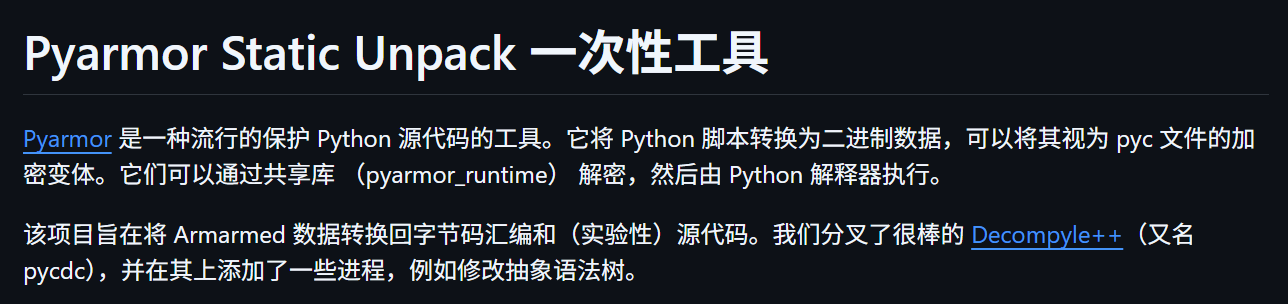 Pyarmor Static Unpack 一次性工具
Pyarmor 是一种流行的保护 Python 源代码的工具。它将 Python 脚本转换为二进制数据，可以将其视为 pyc 文件的加
密变体。它们可以通过共享库 （pyarmor_runtime） 解密，然后由 Python 解释器执行。
该项目旨在将 Armarmed 数据转换回字节码汇编和（实验性）源代码。我们分叉了很棒的 Decompyle++（又名
pycdc），并在其上添加了一些进程，例如修改抽象语法树。